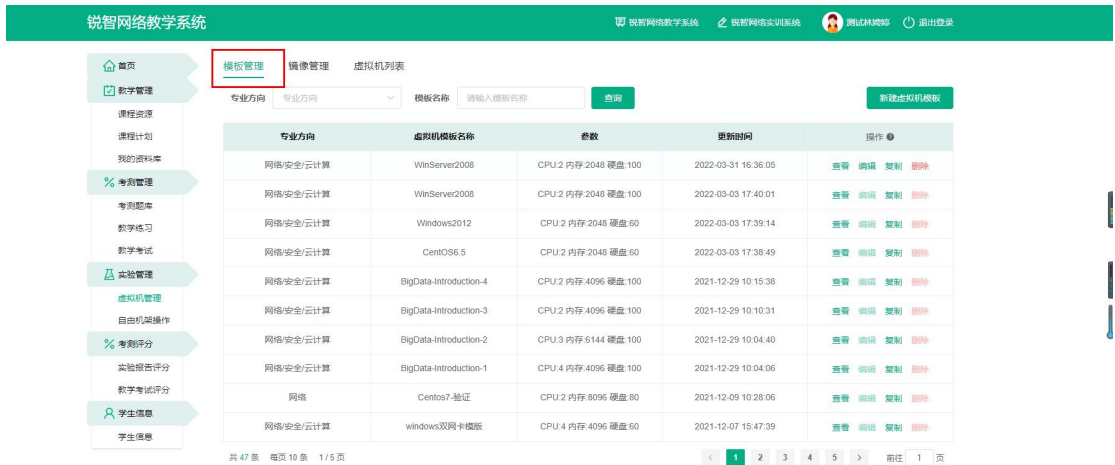 锐智网络教学系统 锐智网络教学系统 锐智网络实训系统 测试林婷婷 退出登录
首页
教学管理
课程资源
课程计划
我的资料库
考测管理
考测题库
教学练习
教学考试
实验管理
虚拟机管理
自由机架操作
考测评分
实验报告评分
教学考试评分
学生信息
学生信息
模板管理 镜像管理 虚拟机列表
专业方向 专业方向 模板名称 请输入模板名称 查询 新建虚拟机模板
专业方向 虚拟机模板名称 参数 更新时间 操作
网络/安全/云计算 WinServer2008 CPU:2 内存:2048 硬盘:100 2022-03-31 16:36:05 查看 编辑 复制 删除
网络/安全/云计算 WinServer2008 CPU:2 内存:2048 硬盘:100 2022-03-03 17:40:01 查看 编辑 复制 删除
网络/安全/云计算 Windows2012 CPU:2 内存:2048 硬盘:60 2022-03-03 17:39:14 查看 编辑 复制 删除
网络/安全/云计算 CentOS6.5 CPU:2 内存:2048 硬盘:60 2022-03-03 17:38:49 查看 编辑 复制 删除
网络/安全/云计算 BigData-Introduction-4 CPU:2 内存:4096 硬盘:100 2021-12-29 10:15:38 查看 编辑 复制 删除
网络/安全/云计算 BigData-Introduction-3 CPU:2 内存:4096 硬盘:100 2021-12-29 10:10:31 查看 编辑 复制 删除
网络/安全/云计算 BigData-Introduction-2 CPU:3 内存:6144 硬盘:100 2021-12-29 10:04:40 查看 编辑 复制 删除
网络/安全/云计算 BigData-Introduction-1 CPU:4 内存:4096 硬盘:100 2021-12-29 10:04:06 查看 编辑 复制 删除
网络 Centos7-验证 CPU:2 内存:8096 硬盘:80 2021-12-09 10:28:06 查看 编辑 复制 删除
网络/安全/云计算 windows双网卡模版 CPU:4 内存:4096 硬盘:60 2021-12-07 15:47:39 查看 编辑 复制 删除
共 47 条 每页 10 条 1 / 5 页 < 1 2 3 4 5 > 前往 1 页